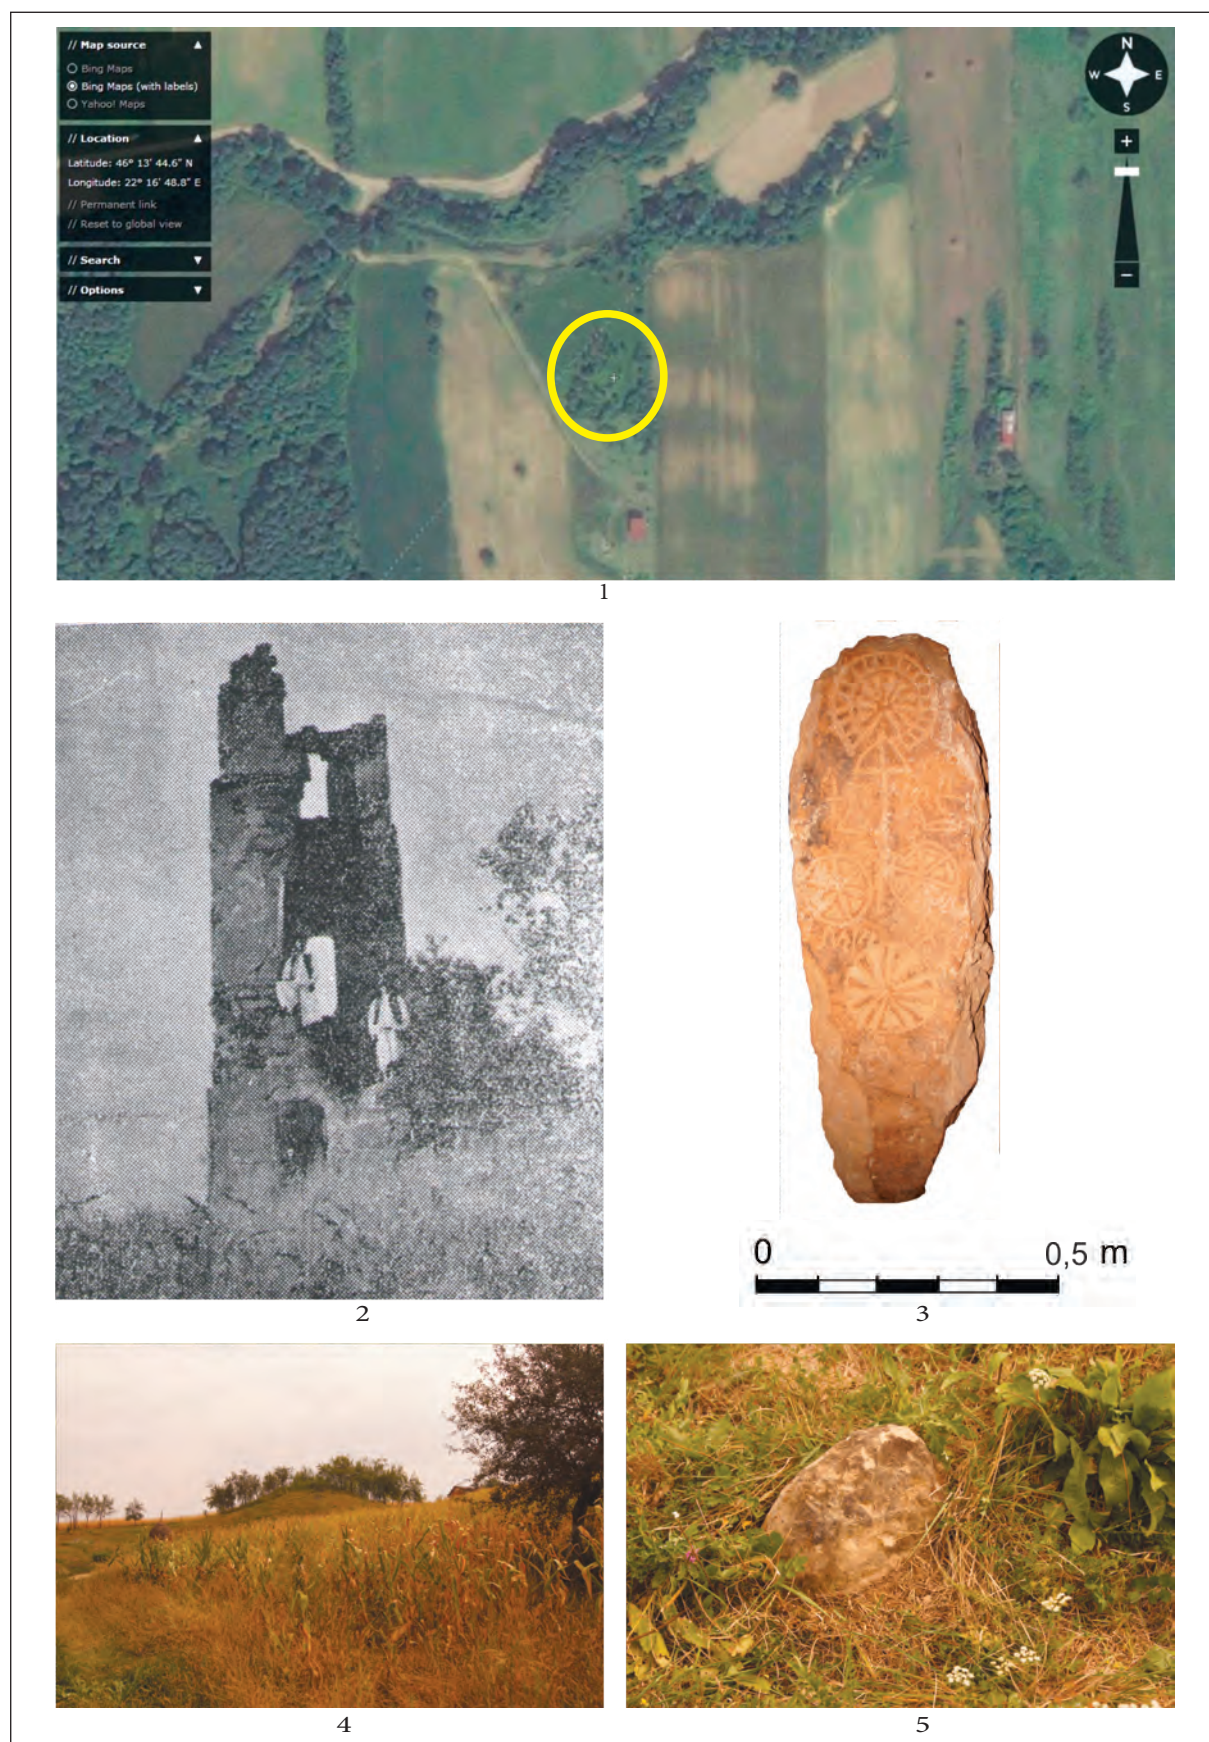 // Map source ▲
Bing Maps
Bing Maps (with labels)
Yahoo! Maps
// Location ▲
Latitude: 46° 13' 44.6" N
Longitude: 22° 16' 48.8" E
// Permanent link
// Reset to global view
// Search ▼
// Options ▼
N
W E
S
+
−
1
2
0 0,5 m
3
4
5